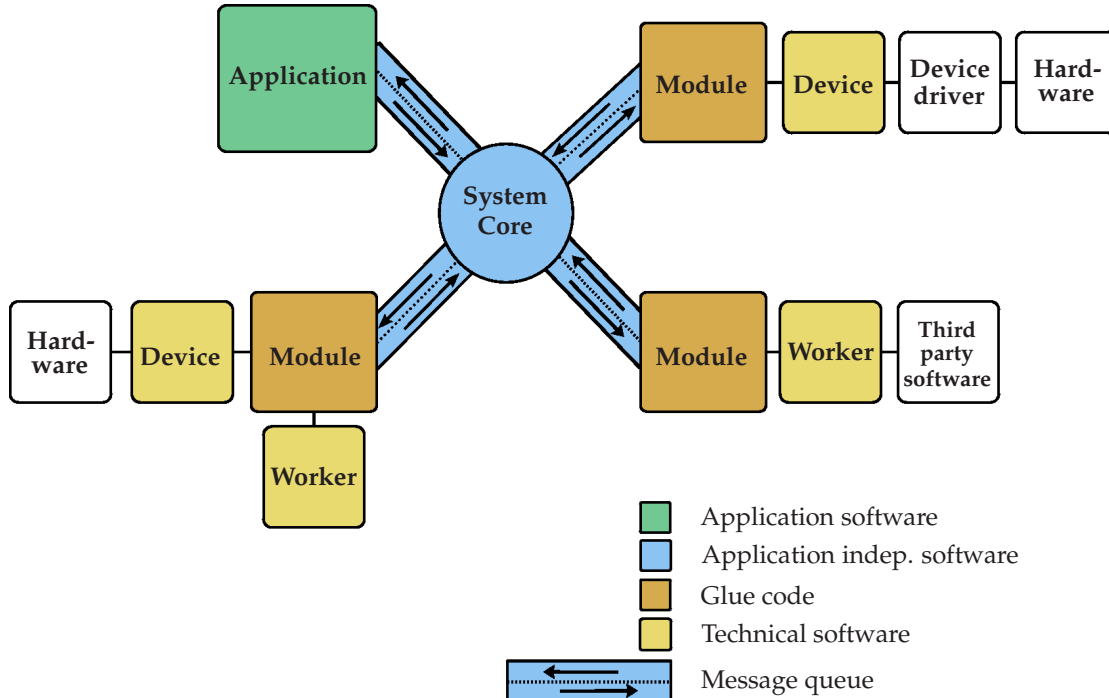 Application
Module
Device
Device
driver
Hard-
ware
System
Core
Hard-
ware
Device
Module
Worker
Module
Worker
Third
party
software
Application software
Application indep. software
Glue code
Technical software
Message queue